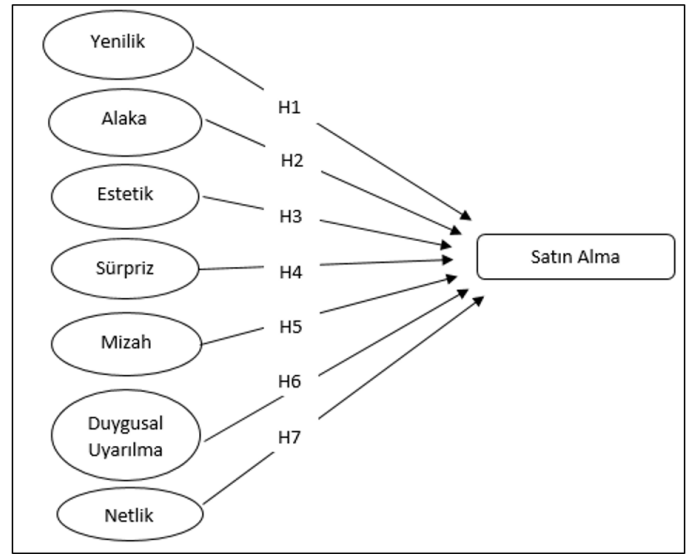 Yenilik
H1
Alaka
H2
Estetik
H3
Sürpriz
H4
Mizah
H5
Duygusal
Uyarılma
H6
Netlik
H7
Satın Alma